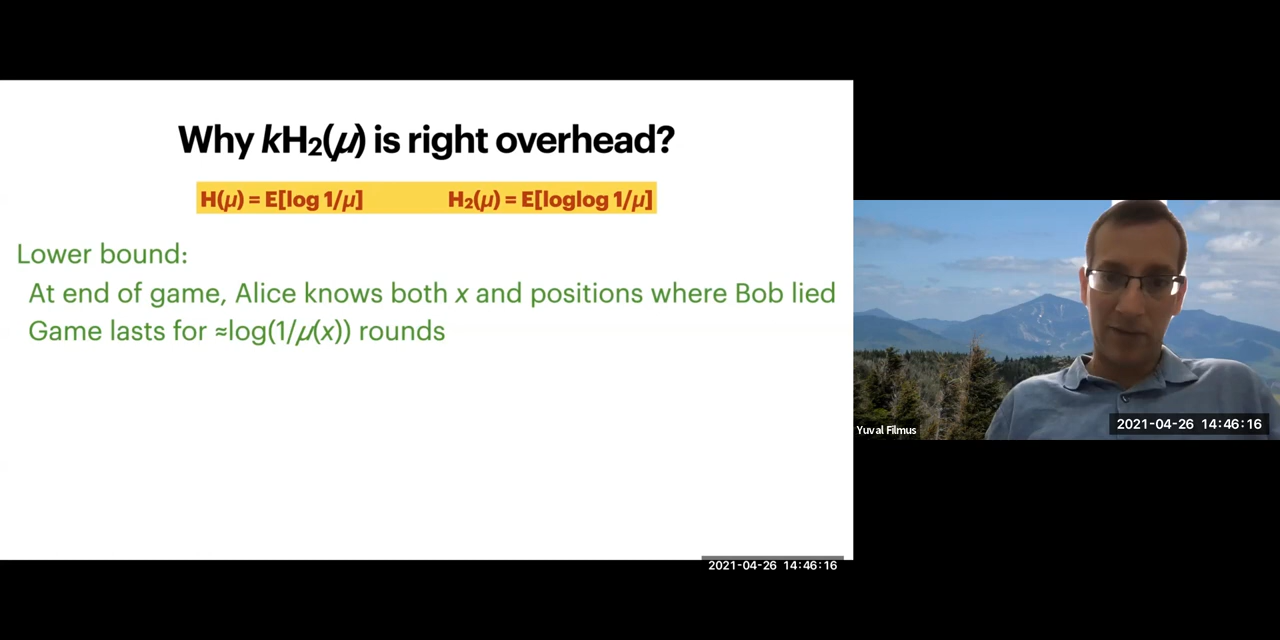 Why kH₂(μ) is right overhead?
H(μ) = E[log 1/μ] H₂(μ) = E[loglog 1/μ]
Lower bound:
At end of game, Alice knows both x and positions where Bob lied
Game lasts for ≈log(1/μ(x)) rounds
Yuval Filmus
2021-04-26 14:46:16
2021-04-26 14:46:16